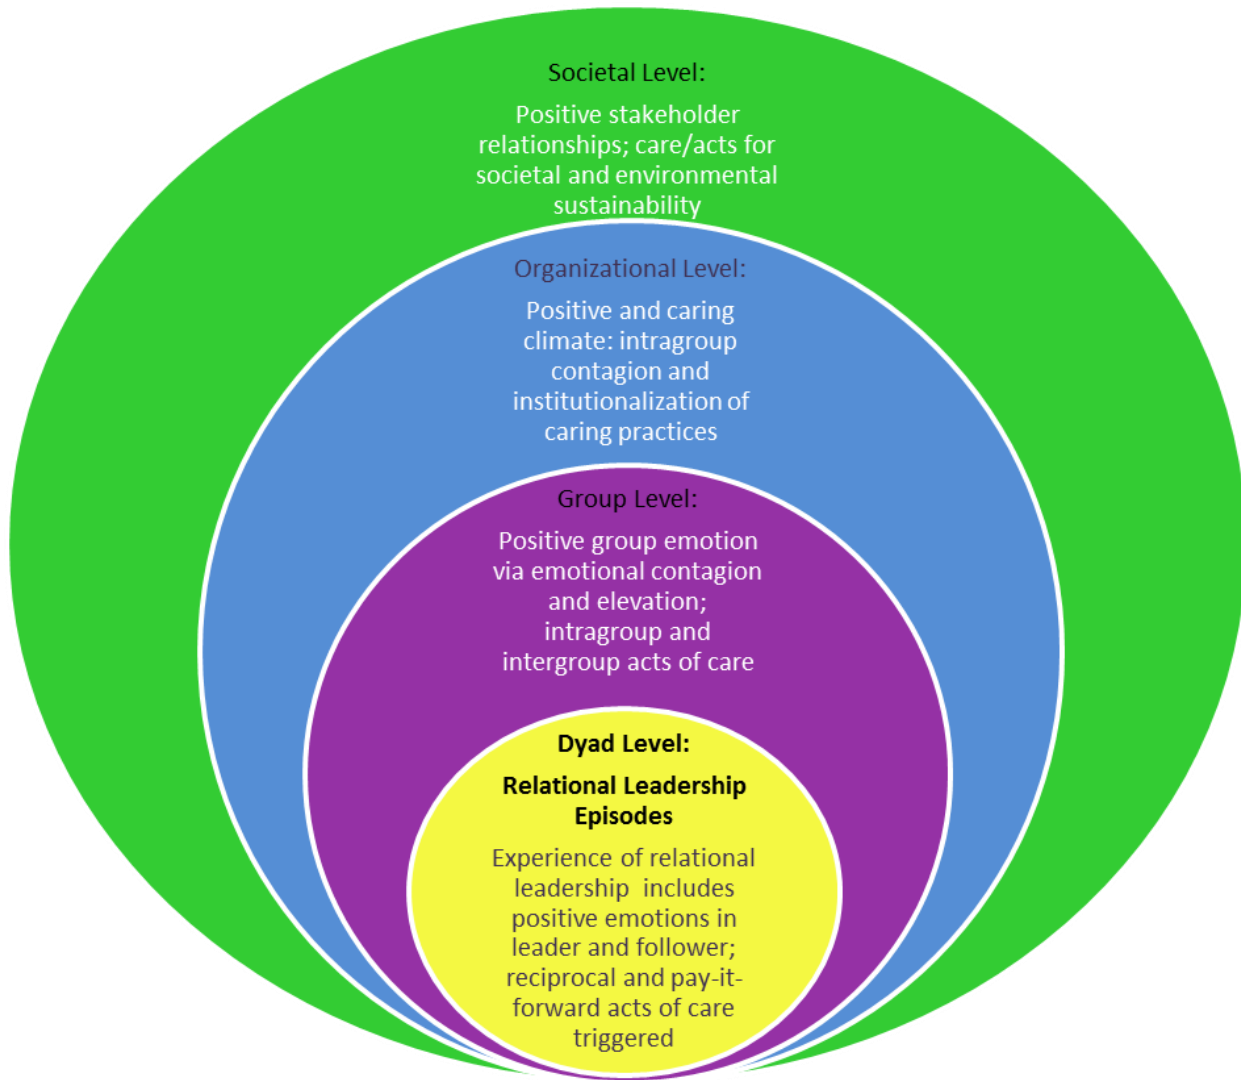 Societal Level:
Positive stakeholder
relationships; care/acts for
societal and environmental
sustainability
Organizational Level:
Positive and caring
climate: intragroup
contagion and
institutionalization of
caring practices
Group Level:
Positive group emotion
via emotional contagion
and elevation;
intragroup and
intergroup acts of care
Dyad Level:
Relational Leadership
Episodes
Experience of relational
leadership includes
positive emotions in
leader and follower;
reciprocal and pay-it-
forward acts of care
triggered